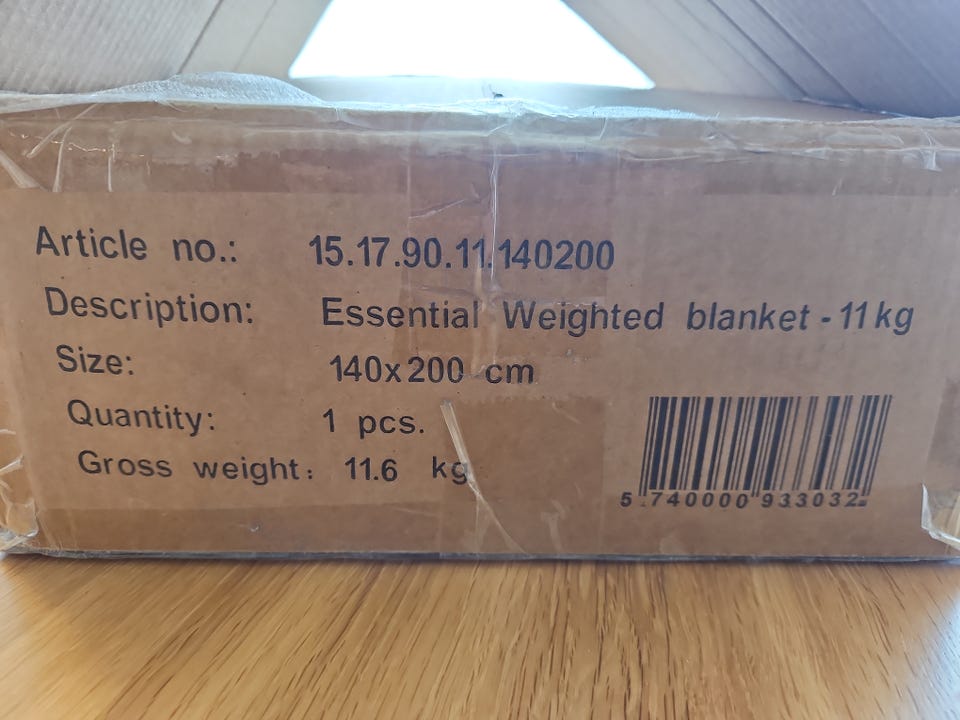 Article no.: 15.17.90.11.140200
Description: Essential Weighted blanket - 11 kg
Size: 140x200 cm
Quantity: 1 pcs.
Gross weight: 11.6 kg
5 740000 933032